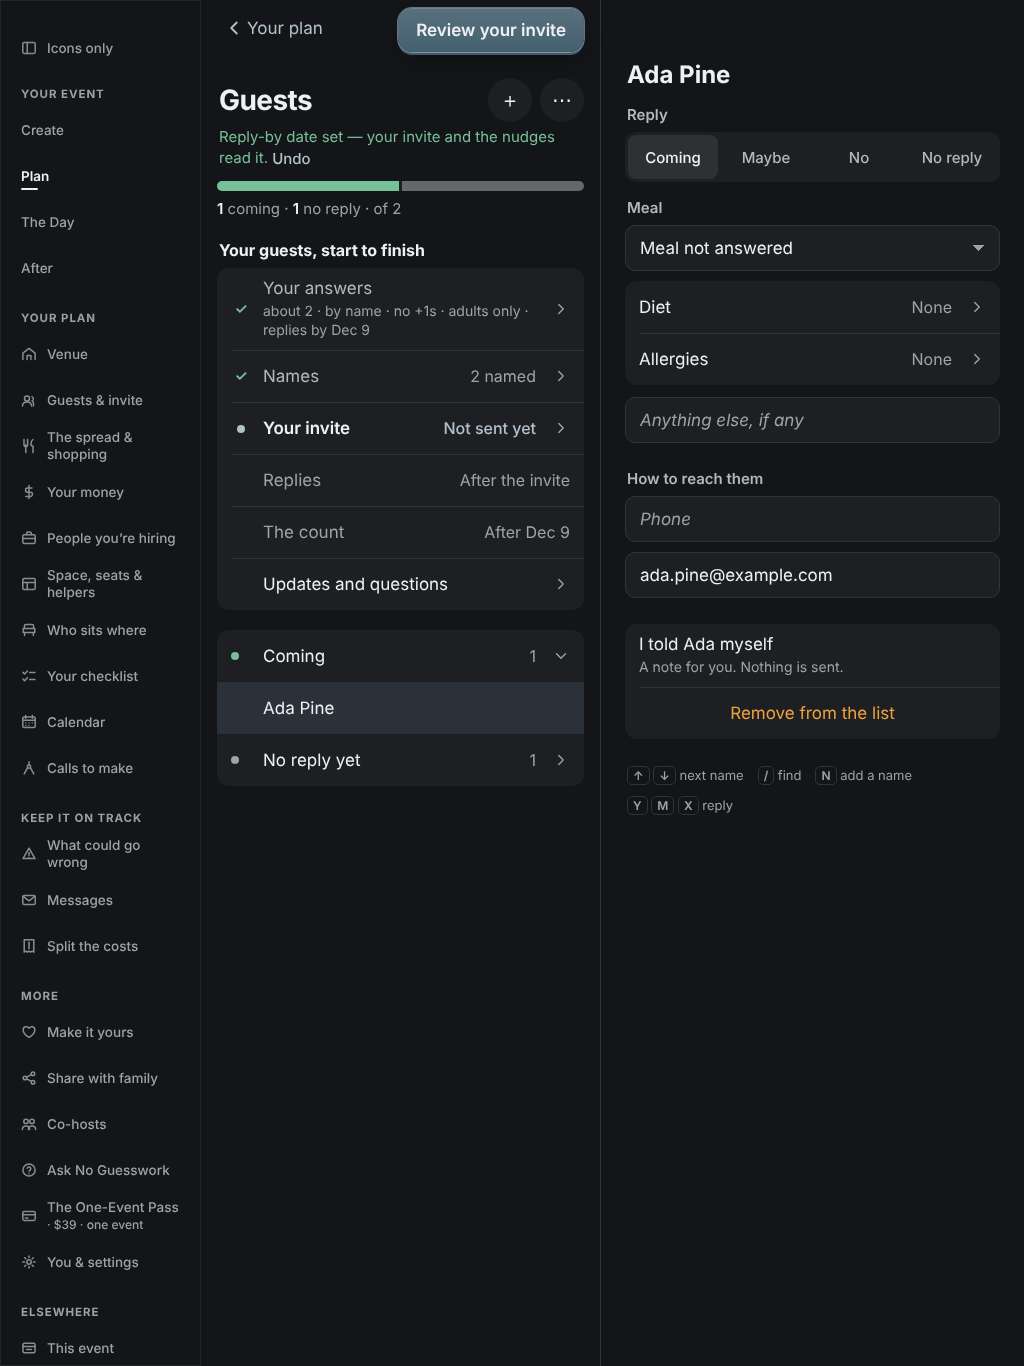 Icons only
YOUR EVENT
Create
Plan
The Day
After
YOUR PLAN
Venue
Guests & invite
The spread &
shopping
Your money
People you’re hiring
Space, seats &
helpers
Who sits where
Your checklist
Calendar
Calls to make
KEEP IT ON TRACK
What could go
wrong
Messages
Split the costs
MORE
Make it yours
Share with family
Co-hosts
Ask No Guesswork
The One-Event Pass
· $39 · one event
You & settings
ELSEWHERE
This event
Your plan
Review your invite
Guests
+ ···
Reply-by date set — your invite and the nudges
read it. Undo
1 coming · 1 no reply · of 2
Your guests, start to finish
Your answers
about 2 · by name · no +1s · adults only ·
replies by Dec 9
Names 2 named
Your invite Not sent yet
Replies After the invite
The count After Dec 9
Updates and questions
Coming 1
Ada Pine
No reply yet 1
Ada Pine
Reply
Coming Maybe No No reply
Meal
Meal not answered
Diet None
Allergies None
Anything else, if any
How to reach them
Phone
ada.pine@example.com
I told Ada myself
A note for you. Nothing is sent.
Remove from the list
↑ ↓ next name / find N add a name
Y M X reply